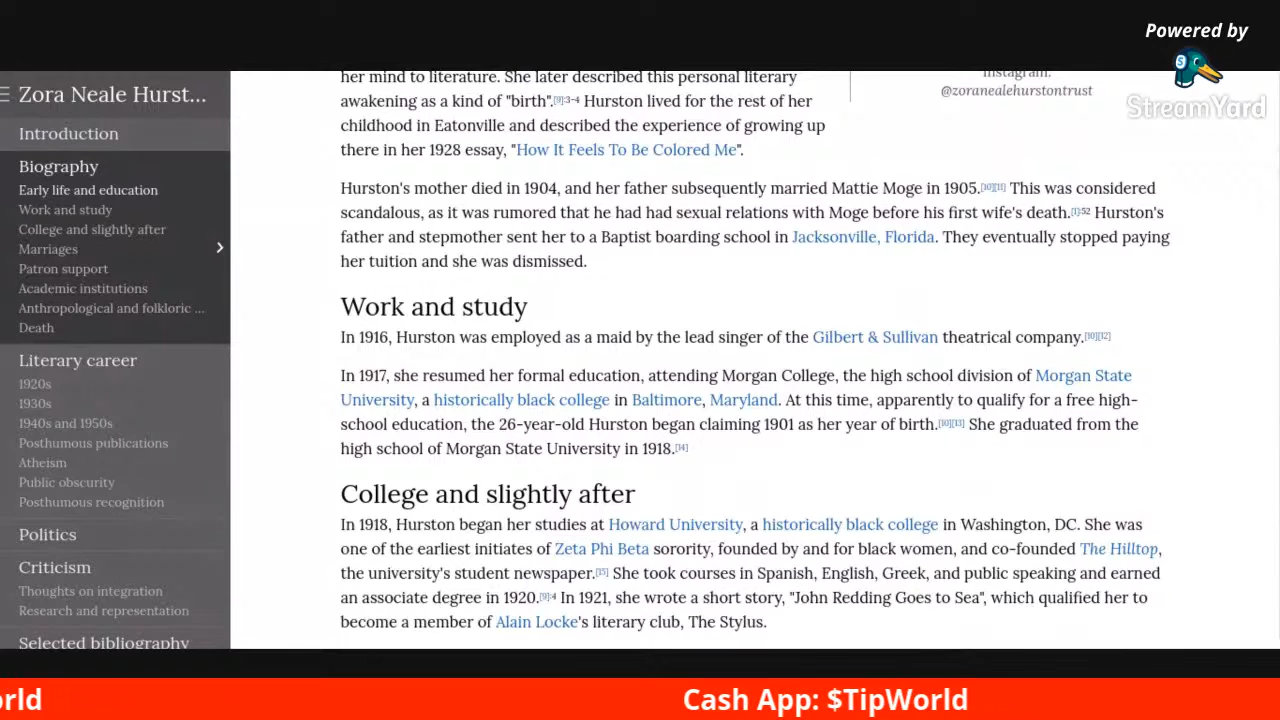 Powered by
StreamYard
Zora Neale Hurst...
Introduction
Biography
Early life and education
Work and study
College and slightly after
Marriages
Patron support
Academic institutions
Anthropological and folkloric ...
Death
Literary career
1920s
1930s
1940s and 1950s
Posthumous publications
Atheism
Public obscurity
Posthumous recognition
Politics
Criticism
Thoughts on integration
Research and representation
Selected bibliography
her mind to literature. She later described this personal literary
awakening as a kind of "birth".[9]:3–4 Hurston lived for the rest of her
childhood in Eatonville and described the experience of growing up
there in her 1928 essay, "How It Feels To Be Colored Me".
Instagram:
@zoranealehurstontrust
Hurston's mother died in 1904, and her father subsequently married Mattie Moge in 1905.[10][11] This was considered
scandalous, as it was rumored that he had had sexual relations with Moge before his first wife's death.[1]:52 Hurston's
father and stepmother sent her to a Baptist boarding school in Jacksonville, Florida. They eventually stopped paying
her tuition and she was dismissed.
Work and study
In 1916, Hurston was employed as a maid by the lead singer of the Gilbert & Sullivan theatrical company.[10][12]
In 1917, she resumed her formal education, attending Morgan College, the high school division of Morgan State
University, a historically black college in Baltimore, Maryland. At this time, apparently to qualify for a free high-
school education, the 26-year-old Hurston began claiming 1901 as her year of birth.[10][13] She graduated from the
high school of Morgan State University in 1918.[14]
College and slightly after
In 1918, Hurston began her studies at Howard University, a historically black college in Washington, DC. She was
one of the earliest initiates of Zeta Phi Beta sorority, founded by and for black women, and co-founded The Hilltop,
the university's student newspaper.[15] She took courses in Spanish, English, Greek, and public speaking and earned
an associate degree in 1920.[9]:4 In 1921, she wrote a short story, "John Redding Goes to Sea", which qualified her to
become a member of Alain Locke's literary club, The Stylus.
orld
Cash App: $TipWorld